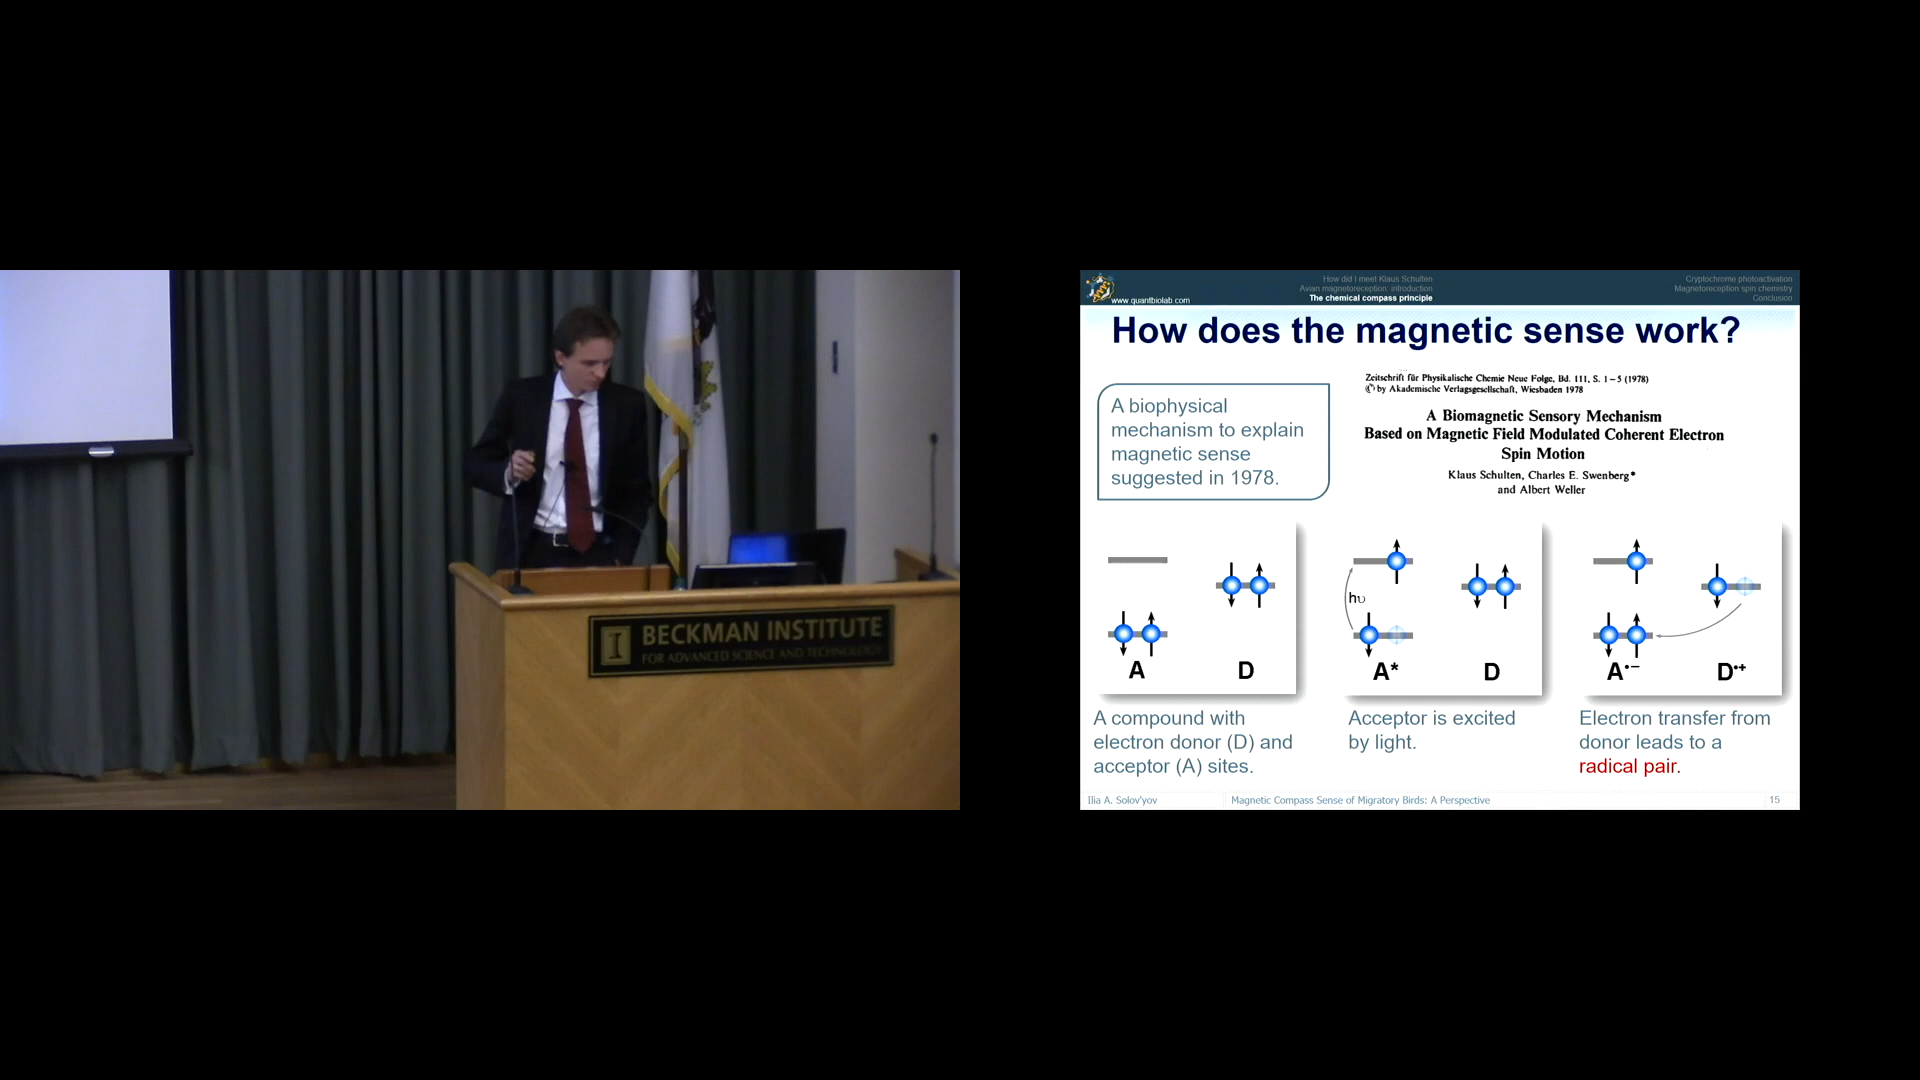 BECKMAN INSTITUTE
FOR ADVANCED SCIENCE AND TECHNOLOGY
www.quantbiolab.com
How did I meet Klaus Schulten
Avian magnetoreception: introduction
The chemical compass principle
Cryptochrome photoactivation
Magnetoreception spin chemistry
Conclusion
How does the magnetic sense work?
A biophysical
mechanism to explain
magnetic sense
suggested in 1978.
Zeitschrift für Physikalische Chemie Neue Folge, Bd. 111, S. 1–5 (1978)
© by Akademische Verlagsgesellschaft, Wiesbaden 1978
A Biomagnetic Sensory Mechanism
Based on Magnetic Field Modulated Coherent Electron
Spin Motion
Klaus Schulten, Charles E. Swenberg*
and Albert Weller
A D
hυ
A* D
A•− D•+
A compound with
electron donor (D) and
acceptor (A) sites.
Acceptor is excited
by light.
Electron transfer from
donor leads to a
radical pair.
Ilia A. Solov'yov
Magnetic Compass Sense of Migratory Birds: A Perspective
15